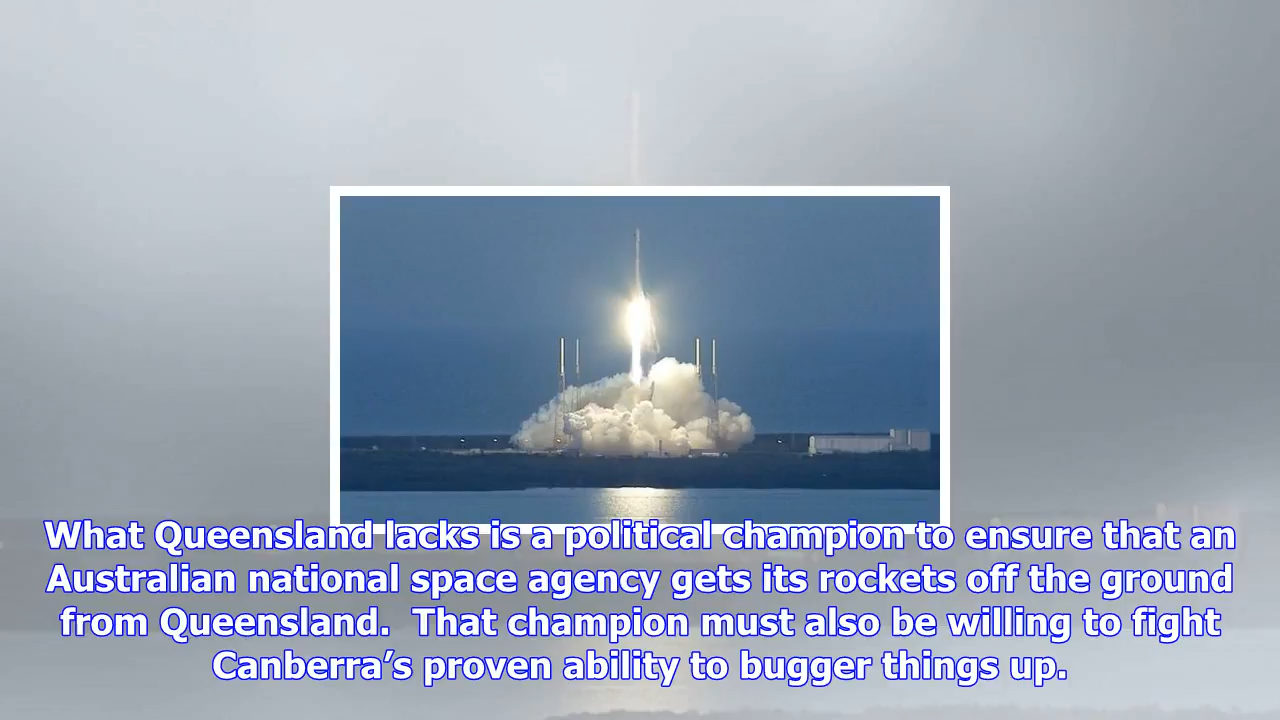 What Queensland lacks is a political champion to ensure that an
Australian national space agency gets its rockets off the ground
from Queensland.  That champion must also be willing to fight
Canberra’s proven ability to bugger things up.